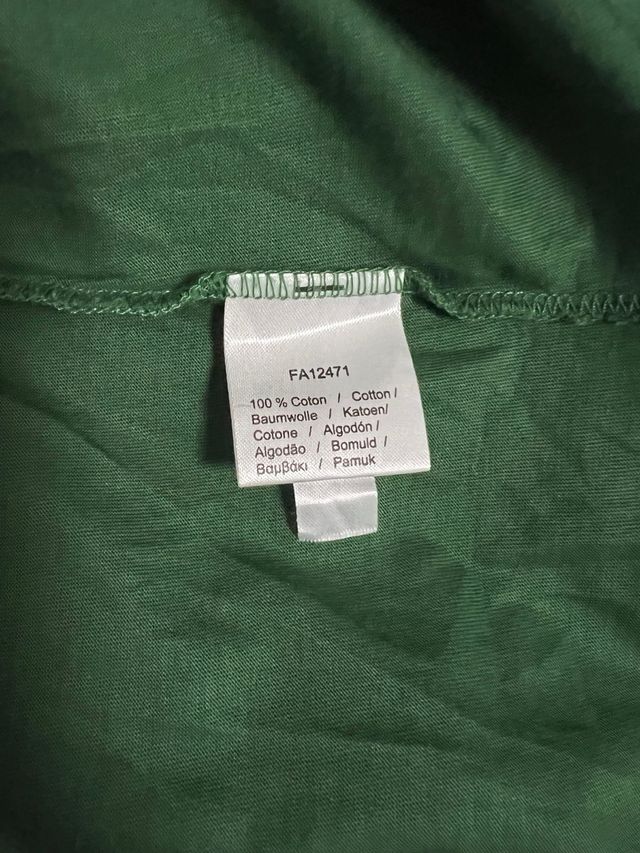 FA12471
100 % Coton / Cotton /
Baumwolle / Katoen/
Cotone / Algodón /
Algodão / Bomuld /
Βαμβάκι / Pamuk